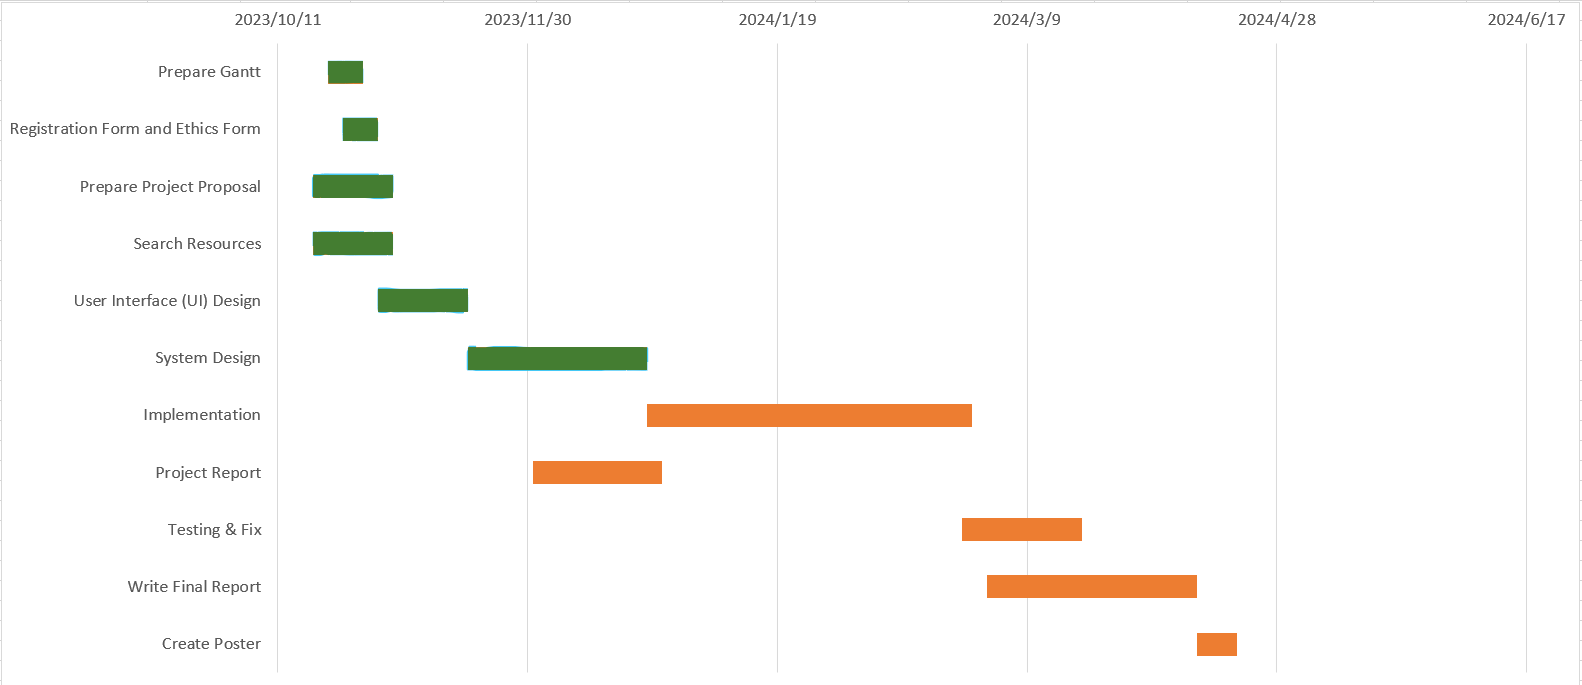 2023/10/11 2023/11/30 2024/1/19 2024/3/9 2024/4/28 2024/6/17
Prepare Gantt
Registration Form and Ethics Form
Prepare Project Proposal
Search Resources
User Interface (UI) Design
System Design
Implementation
Project Report
Testing & Fix
Write Final Report
Create Poster